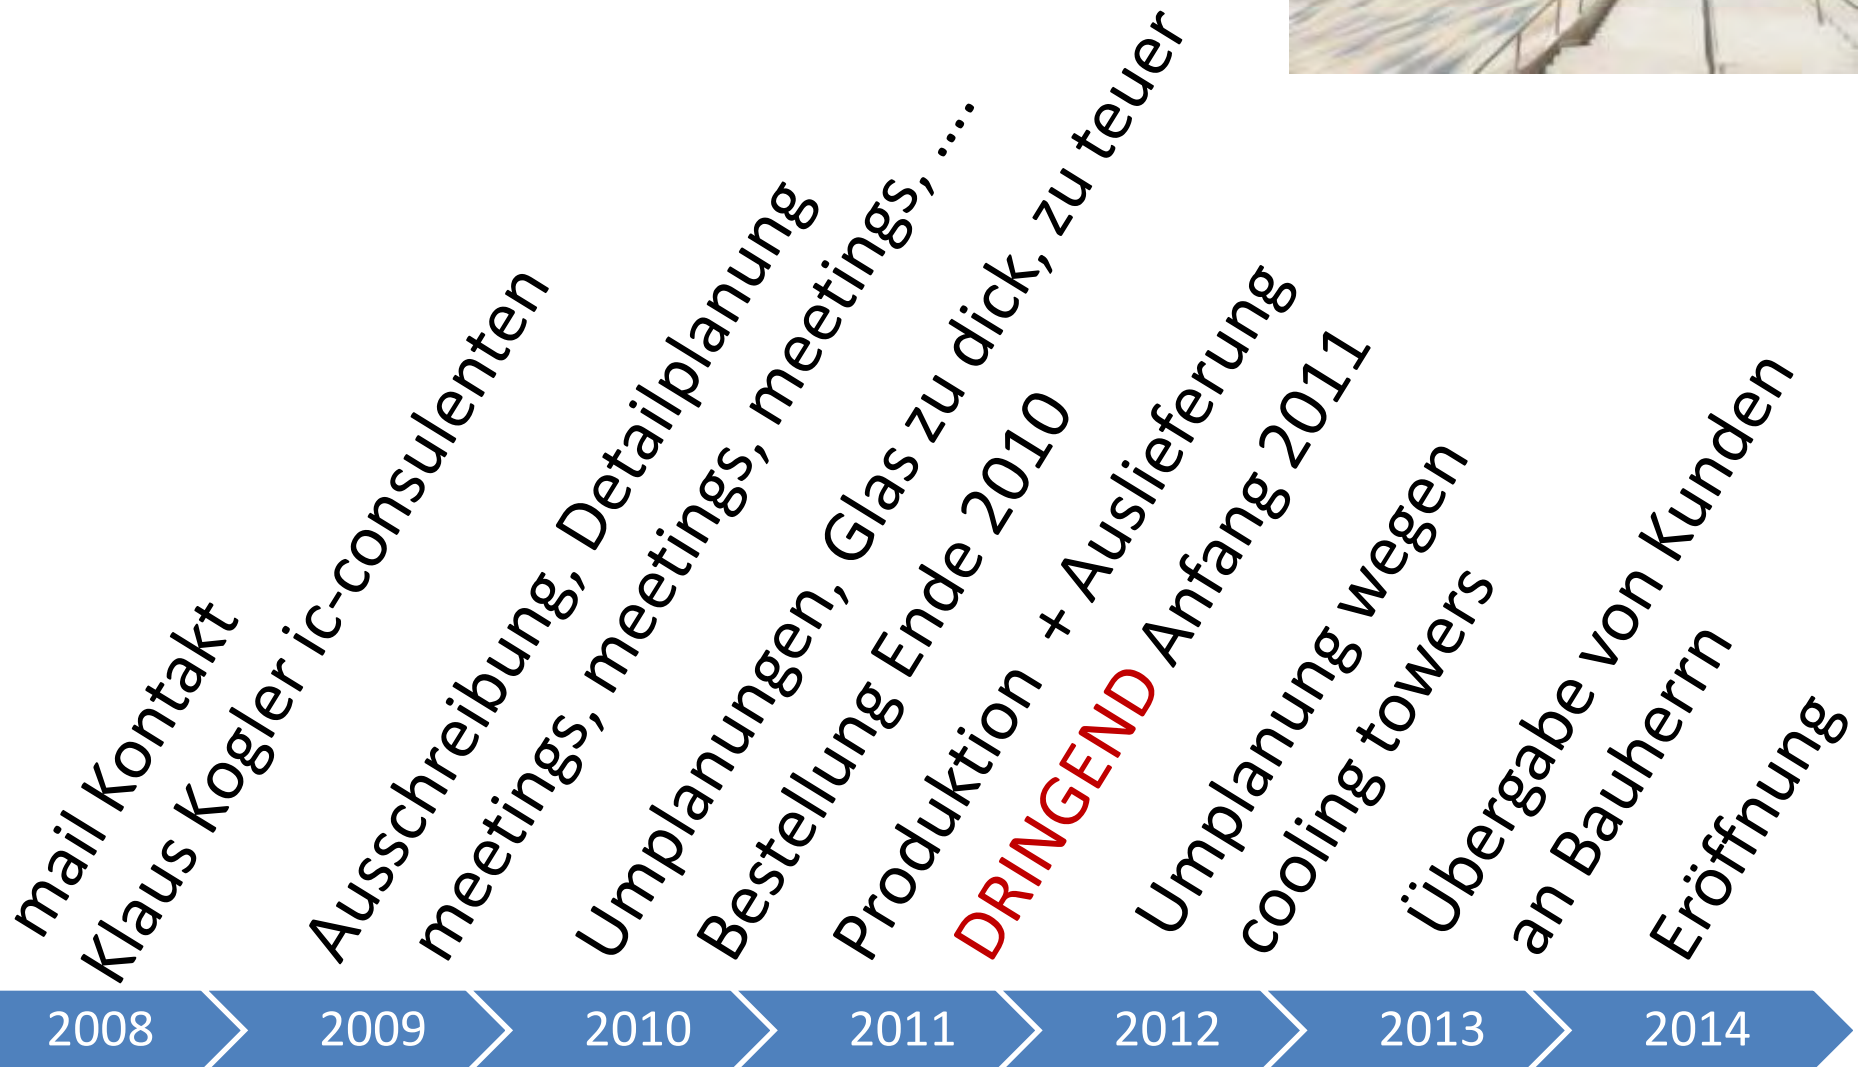 mail Kontakt
Klaus Kogler ic-consulenten
Ausschreibung, Detailplanung
meetings, meetings, meetings, meetings, ....
Umplanungen, Glas zu dick, zu teuer
Bestellung Ende 2010
Produktion + Auslieferung
DRINGEND Anfang 2011
Umplanung wegen
cooling towers
Übergabe von Kunden
an Bauherrn
Eröffnung
2008
2009
2010
2011
2012
2013
2014